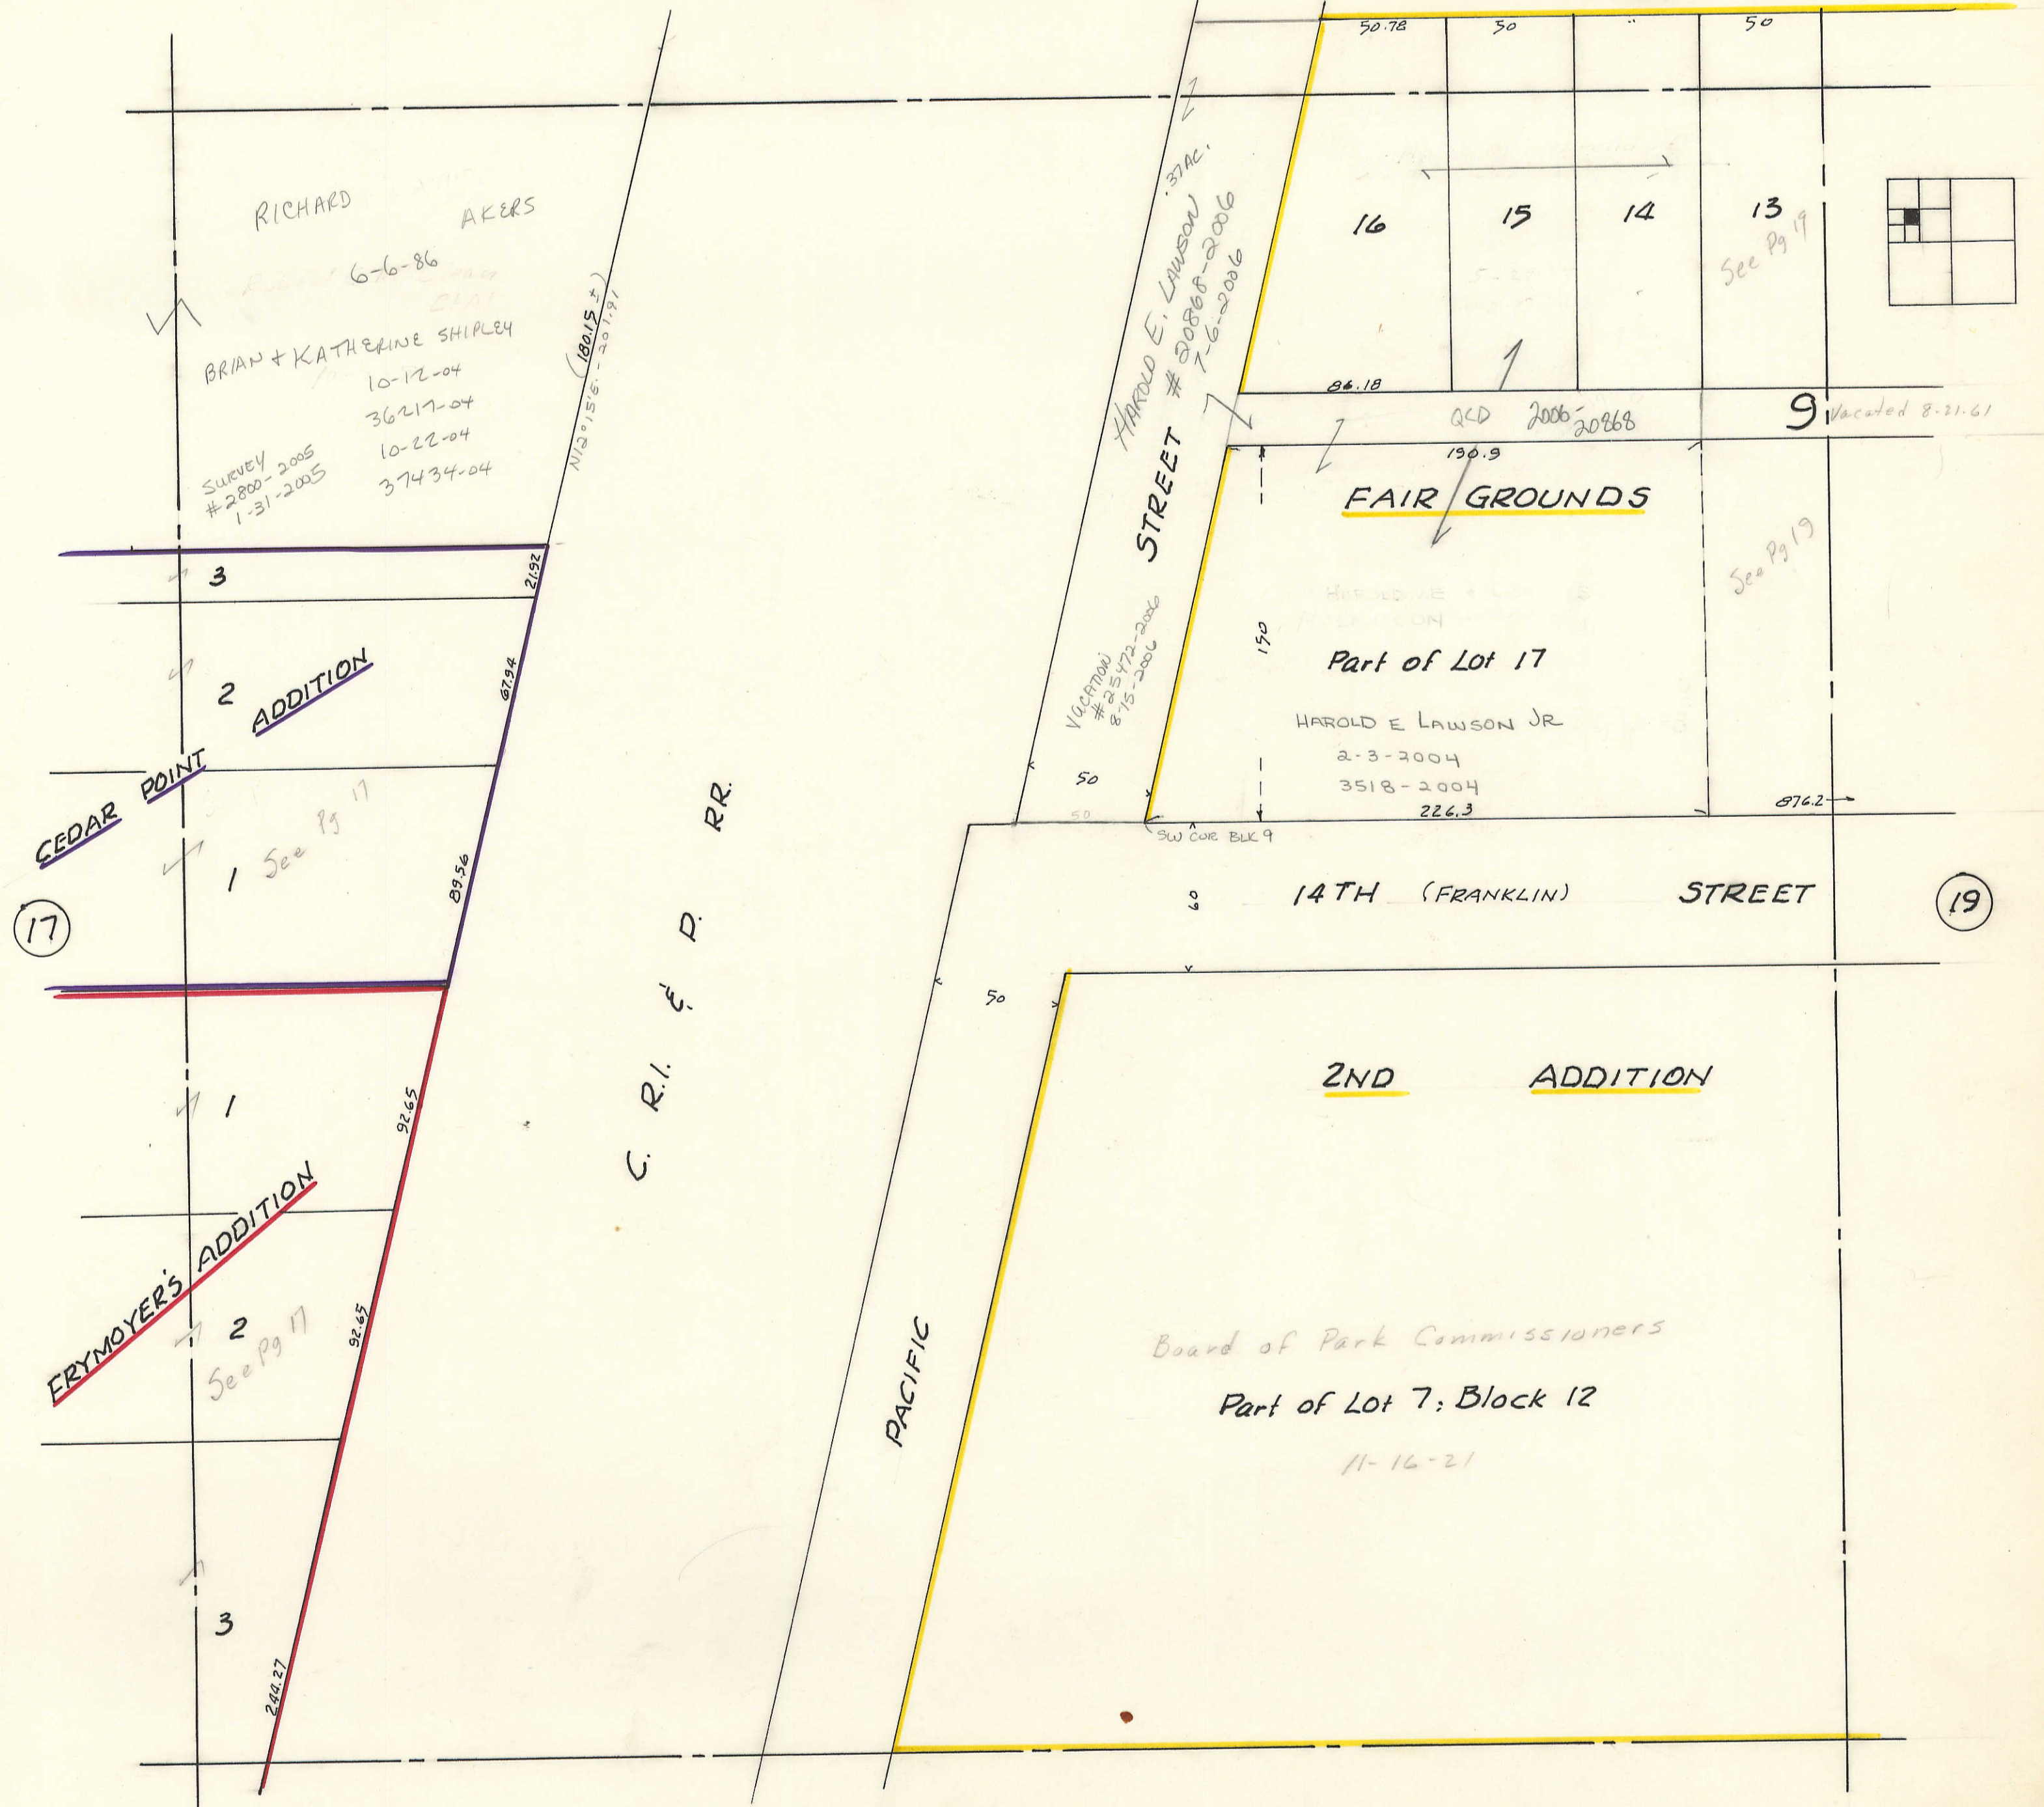 50.78
50
"
50
RICHARD AKERS
6-6-86
BRIAN + KATHERINE SHIPLEY
10-12-04
36217-04
10-22-04
37434-04
SURVEY
#2800-2005
1-31-2005
(180.15 ±)
N12°15'E. - 201.91
.37 AC.
HAROLD E. LAWSON
# 20868-2006
7-6-2006
16
15
14
13
See Pg 19
86.18
QCD 2006-20868
9
Vacated 8-21.61
190.9
FAIR GROUNDS
See Pg 19
150
Part of Lot 17
HAROLD E LAWSON JR
2-3-2004
3518-2004
226.3
876.2
STREET
VACATION
#25472-2006
8-15-2006
50
50
SW COR BLK 9
3
21.92
2
67.94
CEDAR POINT ADDITION
1
See Pg 17
89.56
17
C. R.I. & P. RR.
60
14TH (FRANKLIN) STREET
19
50
2ND ADDITION
1
92.65
ERYMOYER'S ADDITION
2
See Pg 17
92.65
3
244.27
PACIFIC
Board of Park Commissioners
Part of Lot 7; Block 12
11-16-21